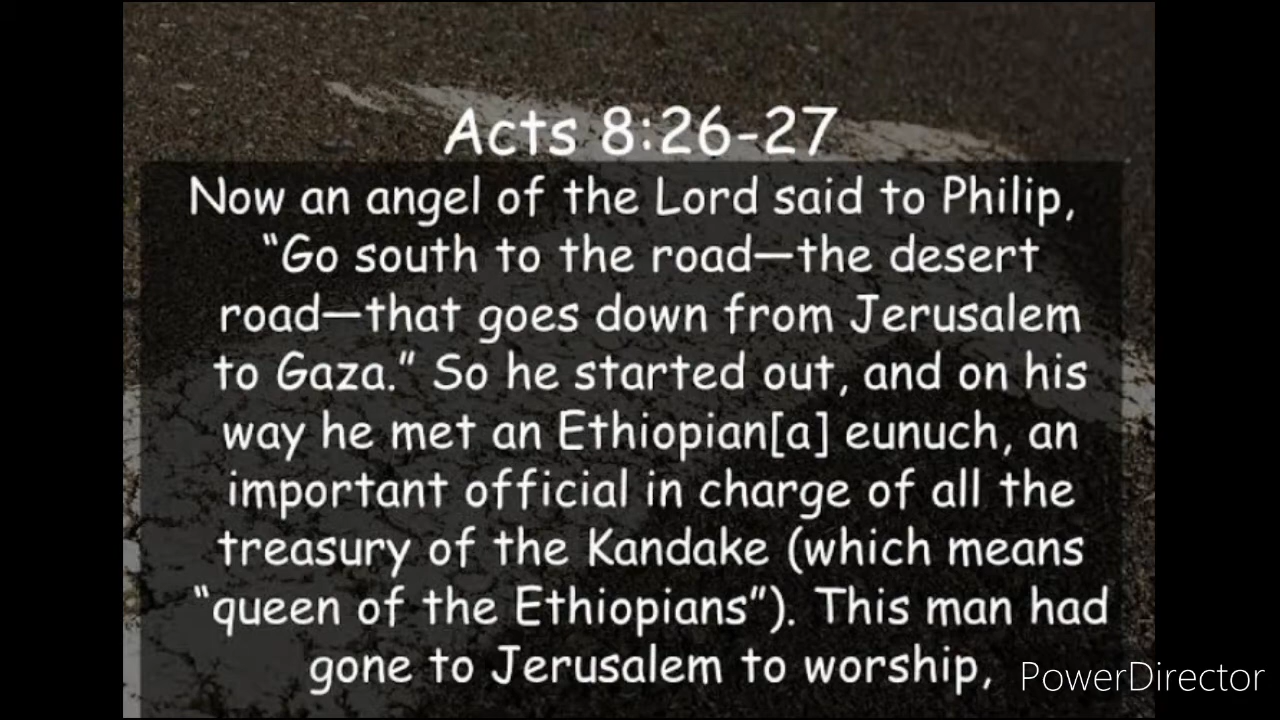 Acts 8:26-27
Now an angel of the Lord said to Philip,
“Go south to the road—the desert
road—that goes down from Jerusalem
to Gaza.” So he started out, and on his
way he met an Ethiopian[a] eunuch, an
important official in charge of all the
treasury of the Kandake (which means
“queen of the Ethiopians”). This man had
gone to Jerusalem to worship,
PowerDirector